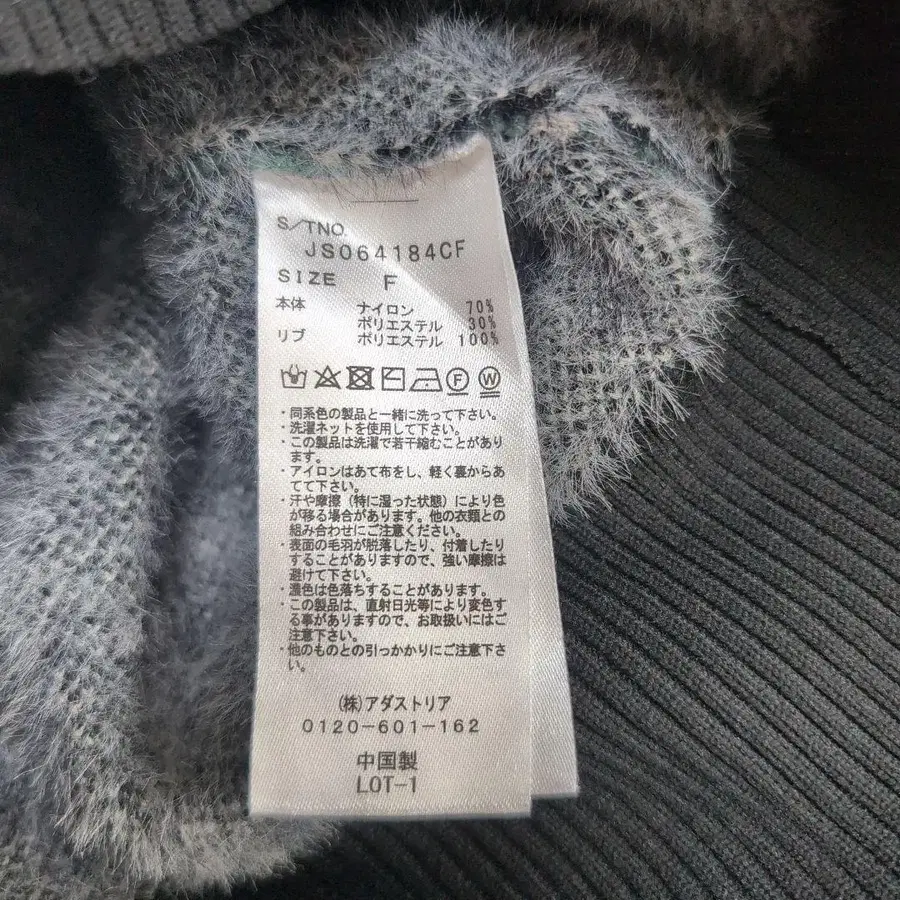 S/TNO.
JS064184CF
SIZE F
本体 ナイロン 70%
ポリエステル 30%
リブ ポリエステル 100%
F W
・同系色の製品と一緒に洗って下さい。
・洗濯ネットを使用して下さい。
・この製品は洗濯で若干縮むことがあり
ます。
・アイロンはあて布をし、軽く裏からあ
てて下さい。
・汗や摩擦（特に湿った状態）により色
が移る場合があります。他の衣類との
組み合わせにご注意ください。
・表面の毛羽が脱落したり、付着したり
することがありますので、強い摩擦は
避けて下さい。
・濃色は色落ちすることがあります。
・この製品は、直射日光等により変色す
る事がありますので、お取扱いにはご
注意下さい。
・他のものとの引っかかりにご注意下さ
い。
(株)アダストリア
0120-601-162
中国製
LOT-1